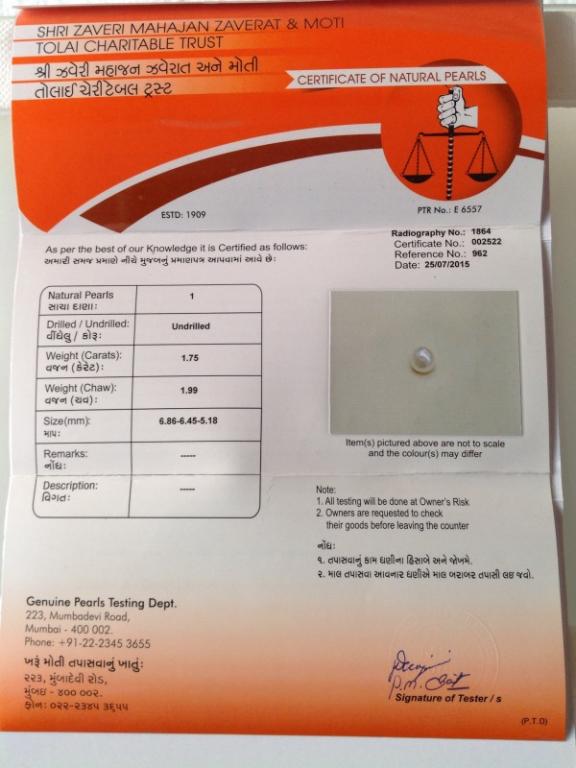 SHRI ZAVERI MAHAJAN ZAVERAT & MOTI
TOLAI CHARITABLE TRUST
શ્રી ઝવેરી મહાજન ઝવેરાત અને મોતી
તોલાઈ ચેરીટેબલ ટ્રસ્ટ
CERTIFICATE OF NATURAL PEARLS
ESTD: 1909
PTR No.: E 6557
Radiography No.: 1864
Certificate No.: 002522
Reference No.: 962
Date: 25/07/2015
As per the best of our Knowledge it is Certified as follows:
અમારી સમજ પ્રમાણે નીચે મુજબનું પ્રમાણપત્ર આપવામાં આવે છે:
Natural Pearls 1
સાચા દાણા:
Drilled / Undrilled: Undrilled
વીંધેલુ / કોરૂ:
Weight (Carats): 1.75
વજન (કેરેટ):
Weight (Chaw): 1.99
વજન (ચવ):
Size(mm): 6.86-6.45-5.18
માપ:
Remarks: -----
નોંધ:
Description: -----
વિગત:
Item(s) pictured above are not to scale
and the colour(s) may differ
Note:
1. All testing will be done at Owner's Risk
2. Owners are requested to check
their goods before leaving the counter
નોંધ:
૧. તપાસવાનું કામ ધણીના હિસાબે અને જોખમે.
૨. માલ તપાસવા આવનાર ધણીએ માલ બરાબર તપાસી લઇ જવો.
Genuine Pearls Testing Dept.
223, Mumbadevi Road,
Mumbai - 400 002.
Phone: +91-22-2345 3655
ખરૂં મોતી તપાસવાનું ખાતું:
૨૨૩, મુંબાદેવી રોડ,
મુંબઇ - ૪૦૦ ૦૦૨.
ફોન: ૦૨૨-૨૩૪૫ ૩૬૫૫
P.M.
Signature of Tester / s
(P.T.O)